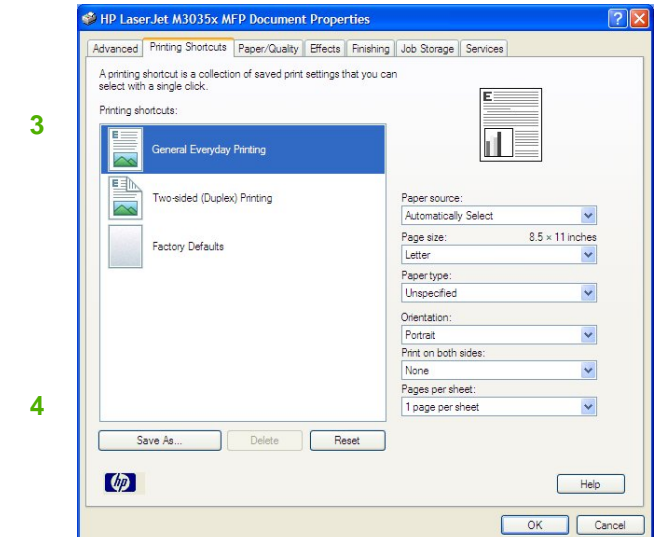 HP LaserJet M3035x MFP Document Properties
Advanced Printing Shortcuts Paper/Quality Effects Finishing Job Storage Services
A printing shortcut is a collection of saved print settings that you can
select with a single click.
Printing shortcuts:
E
3
E
General Everyday Printing
E
Two-sided (Duplex) Printing
Factory Defaults
Paper source:
Automatically Select
Page size: 8.5 × 11 inches
Letter
Paper type:
Unspecified
Orientation:
Portrait
Print on both sides:
None
Pages per sheet:
1 page per sheet
4
Save As... Delete Reset
hp
Help
OK Cancel